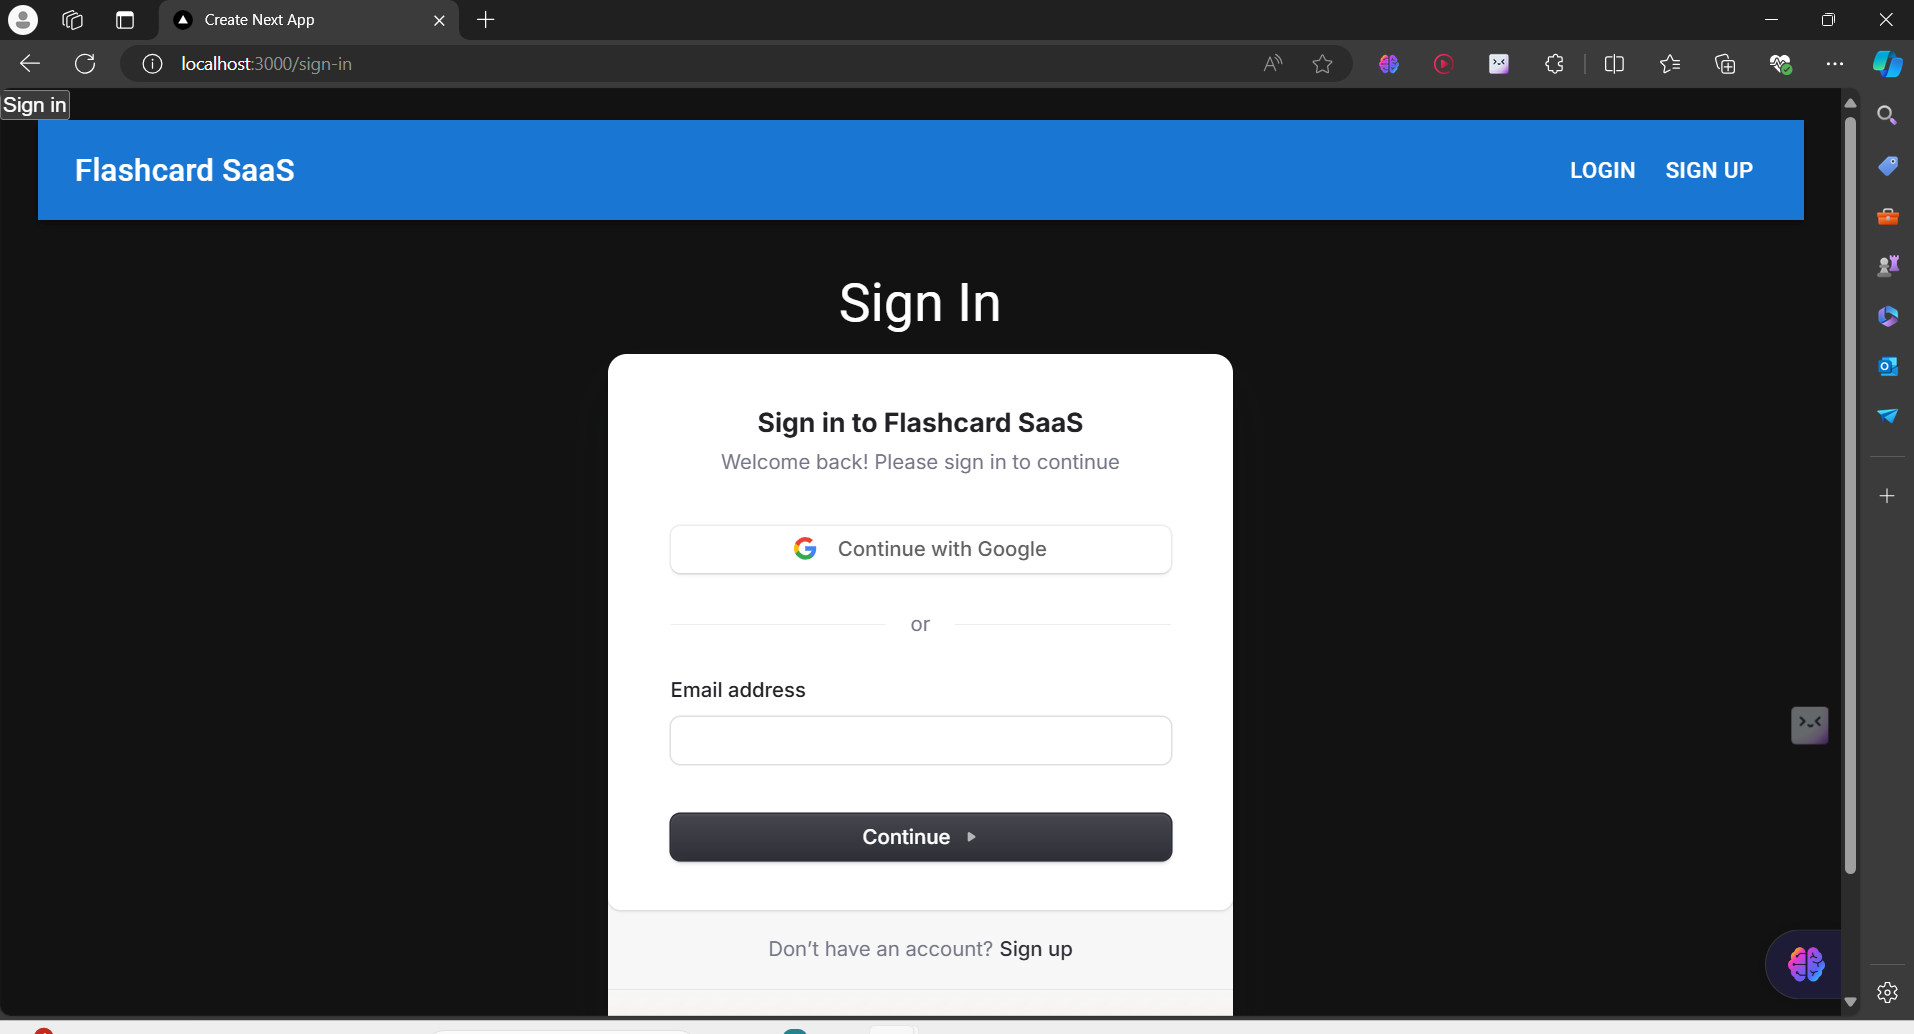 Create Next App
localhost:3000/sign-in
Sign in
Flashcard SaaS
LOGIN
SIGN UP
Sign In
Sign in to Flashcard SaaS
Welcome back! Please sign in to continue
Continue with Google
or
Email address
Continue
Don’t have an account? Sign up